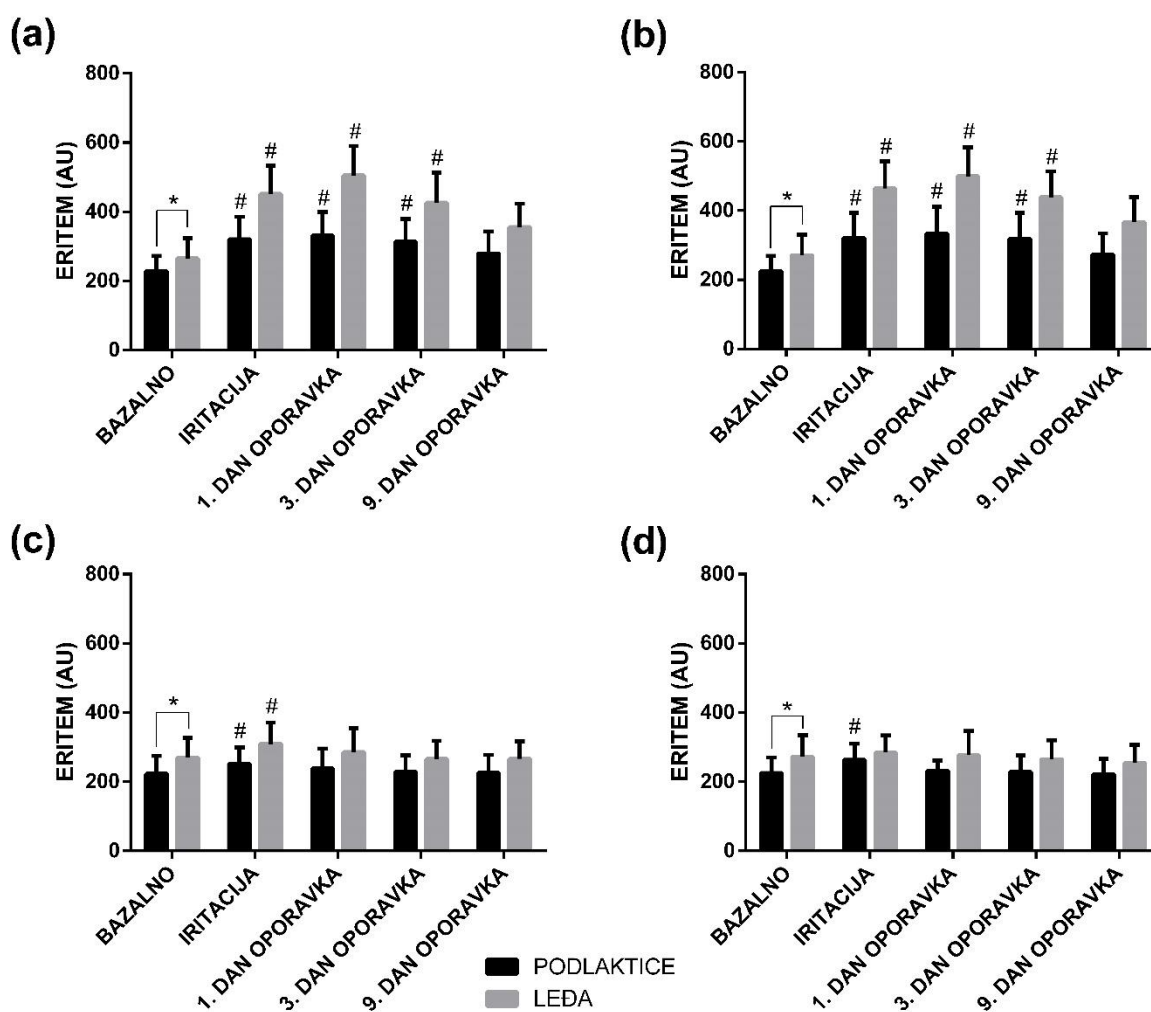 (a)
ERITEM (AU)
800
600
400
200
0
*
#
#
#
#
#
#
BAZALNO
IRITACIJA
1. DAN OPORAVKA
3. DAN OPORAVKA
9. DAN OPORAVKA
(b)
ERITEM (AU)
800
600
400
200
0
*
#
#
#
#
#
#
BAZALNO
IRITACIJA
1. DAN OPORAVKA
3. DAN OPORAVKA
9. DAN OPORAVKA
(c)
ERITEM (AU)
800
600
400
200
0
*
#
#
BAZALNO
IRITACIJA
1. DAN OPORAVKA
3. DAN OPORAVKA
9. DAN OPORAVKA
(d)
ERITEM (AU)
800
600
400
200
0
*
#
BAZALNO
IRITACIJA
1. DAN OPORAVKA
3. DAN OPORAVKA
9. DAN OPORAVKA
PODLAKTICE
LEĐA